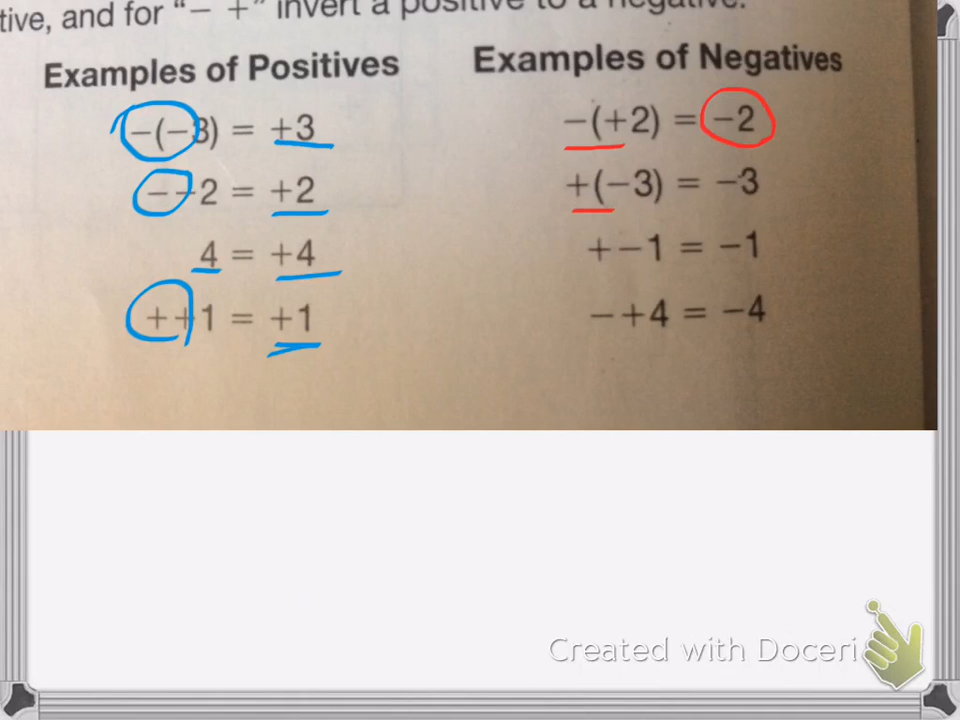 tive, and for "− +" invert a positive to a negative.
Examples of Positives
−(−3) = +3
−−2 = +2
4 = +4
++1 = +1
Examples of Negatives
−(+2) = −2
+(−3) = −3
+−1 = −1
−+4 = −4
Created with Doceri